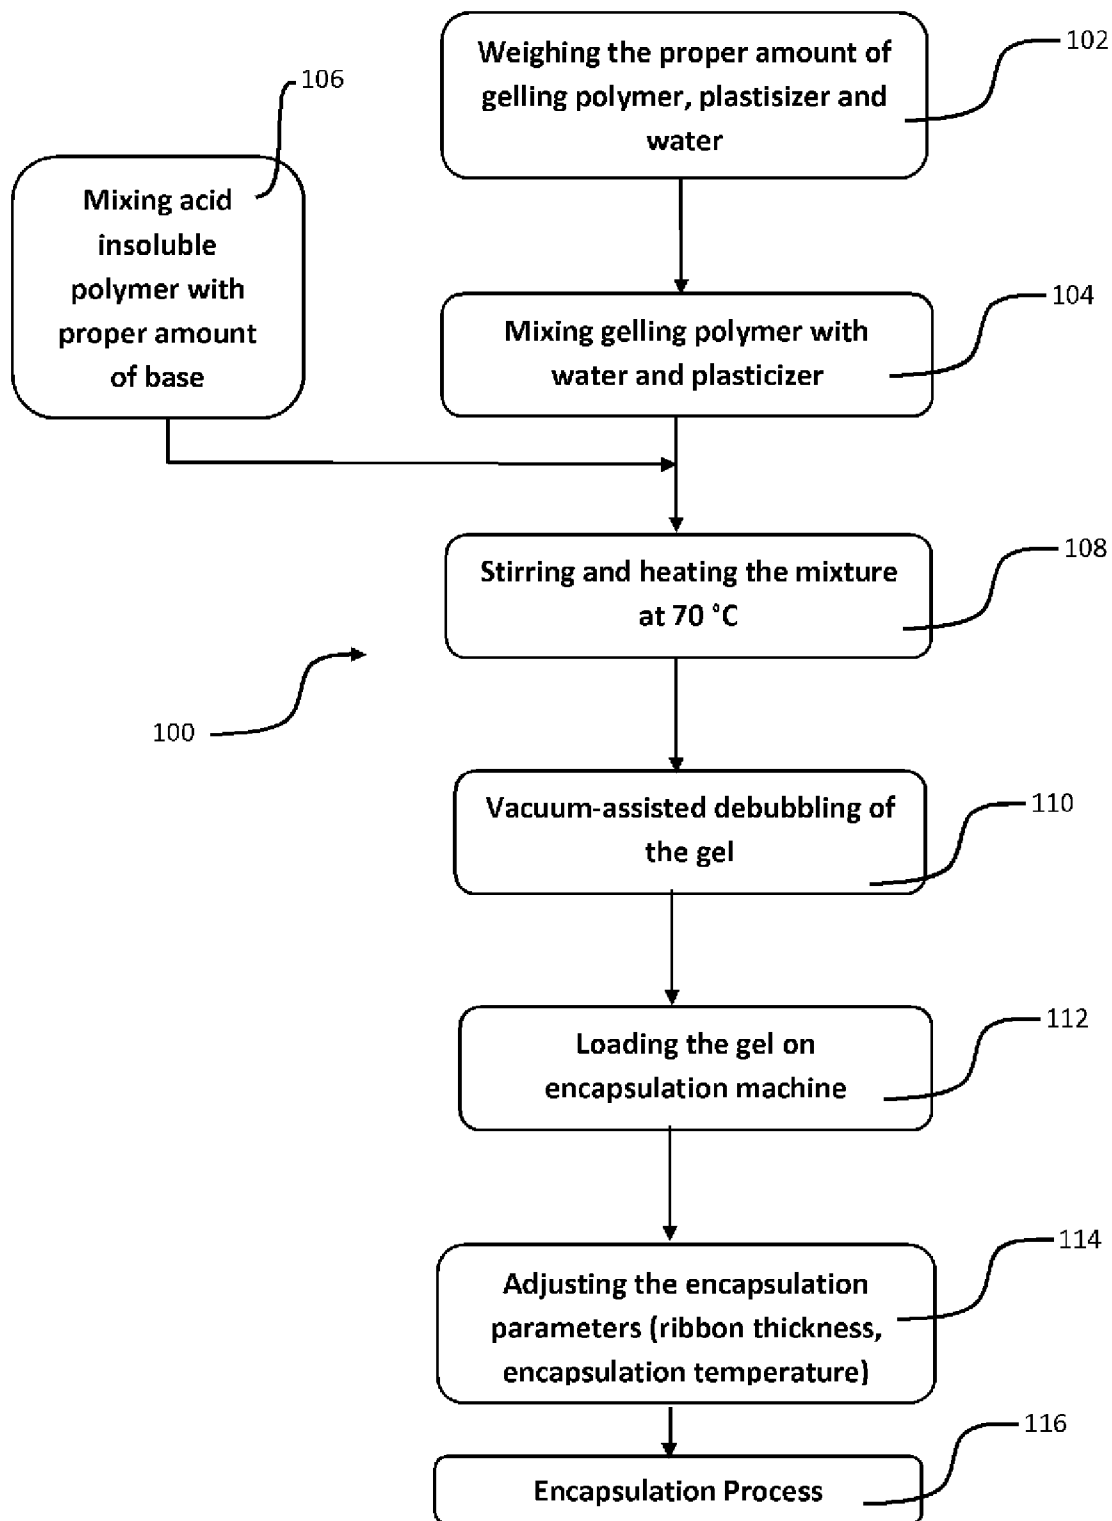 Weighing the proper amount of
gelling polymer, plastisizer and
water
102
106
Mixing acid
insoluble
polymer with
proper amount
of base
Mixing gelling polymer with
water and plasticizer
104
Stirring and heating the mixture
at 70 °C
108
100
Vacuum-assisted debubbling of
the gel
110
Loading the gel on
encapsulation machine
112
Adjusting the encapsulation
parameters (ribbon thickness,
encapsulation temperature)
114
Encapsulation Process
116